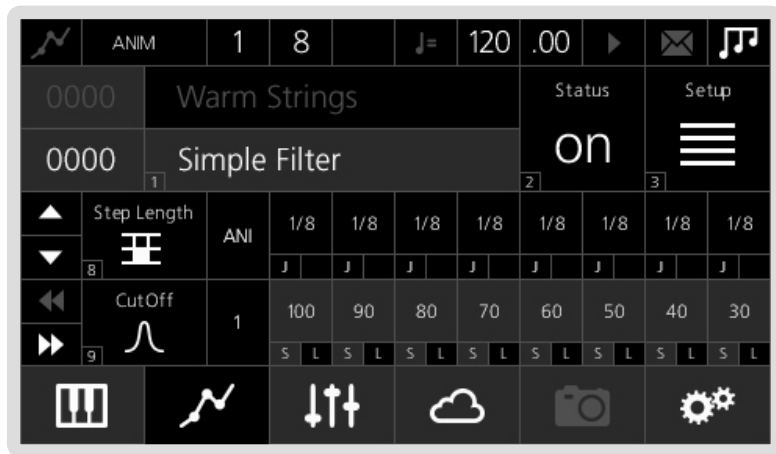 ANIM 1 8 ♩= 120 .00
0000 Warm Strings
Status
on
2
Setup
3
0000 1 Simple Filter
Step Length
8
ANI 1/8 1/8 1/8 1/8 1/8 1/8 1/8 1/8
J J J J J J J J
CutOff
9
1 100 90 80 70 60 50 40 30
S L S L S L S L S L S L S L S L